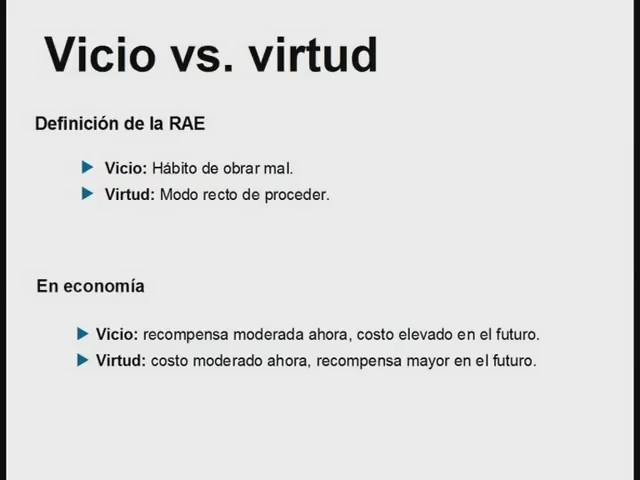 Vicio vs. virtud
Definición de la RAE
Vicio: Hábito de obrar mal.
Virtud: Modo recto de proceder.
En economía
Vicio: recompensa moderada ahora, costo elevado en el futuro.
Virtud: costo moderado ahora, recompensa mayor en el futuro.